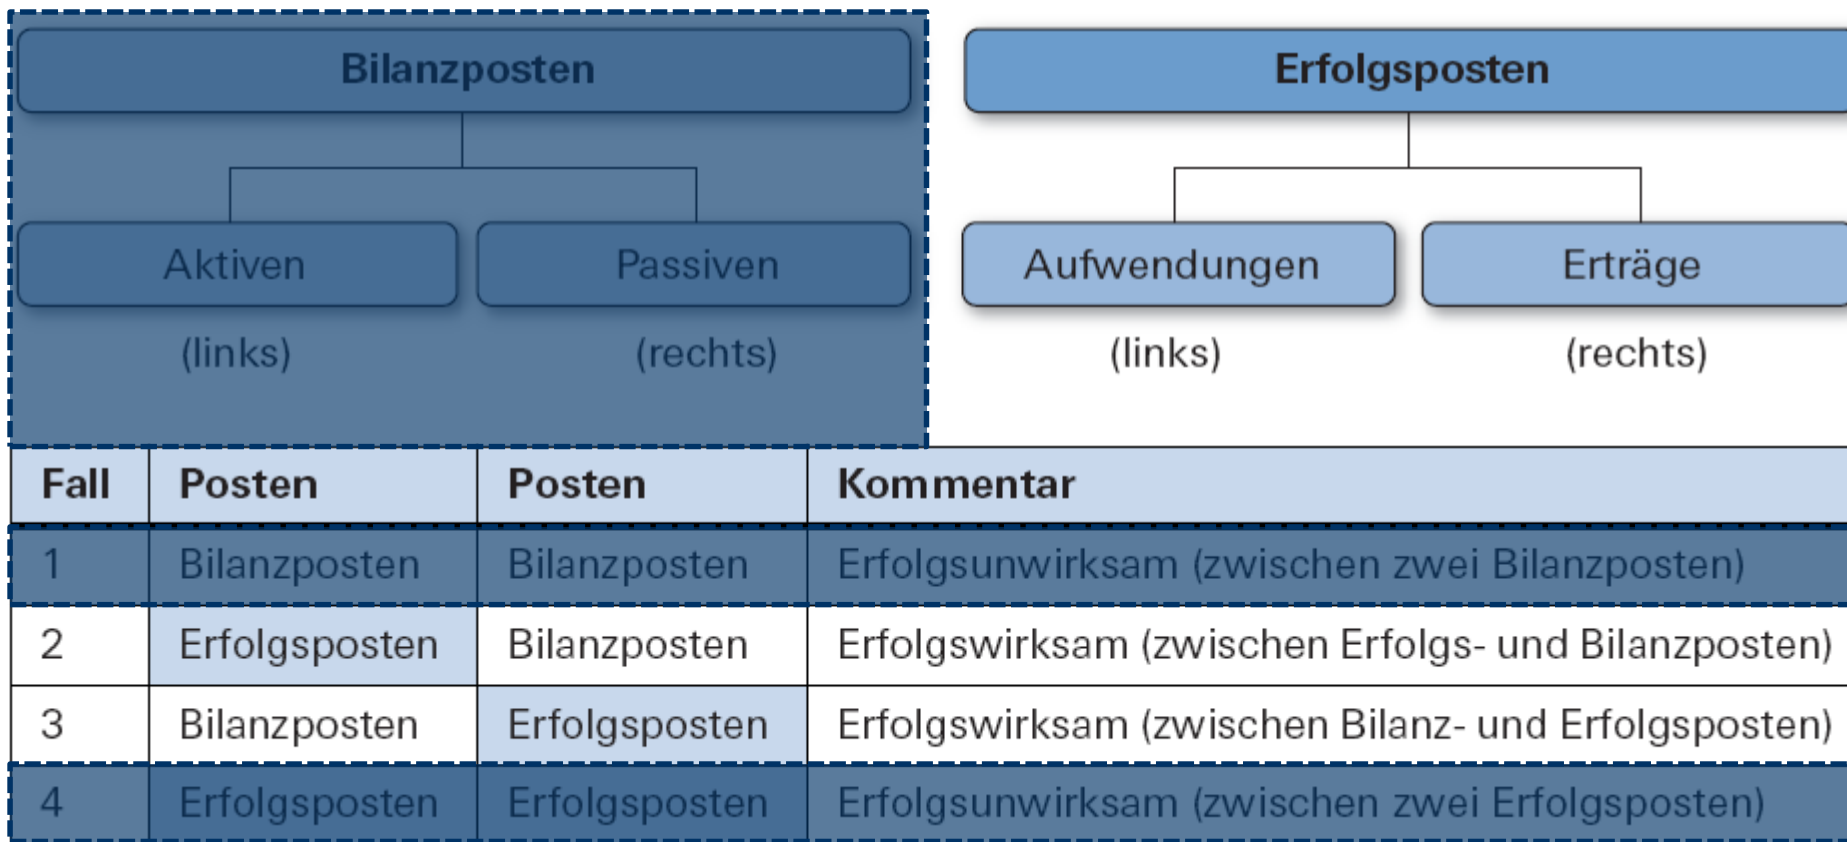 Bilanzposten
Erfolgsposten
Aktiven
Passiven
Aufwendungen
Erträge
(links)
(rechts)
(links)
(rechts)
Fall Posten Posten Kommentar
1 Bilanzposten Bilanzposten Erfolgsunwirksam (zwischen zwei Bilanzposten)
2 Erfolgsposten Bilanzposten Erfolgswirksam (zwischen Erfolgs- und Bilanzposten)
3 Bilanzposten Erfolgsposten Erfolgswirksam (zwischen Bilanz- und Erfolgsposten)
4 Erfolgsposten Erfolgsposten Erfolgsunwirksam (zwischen zwei Erfolgsposten)